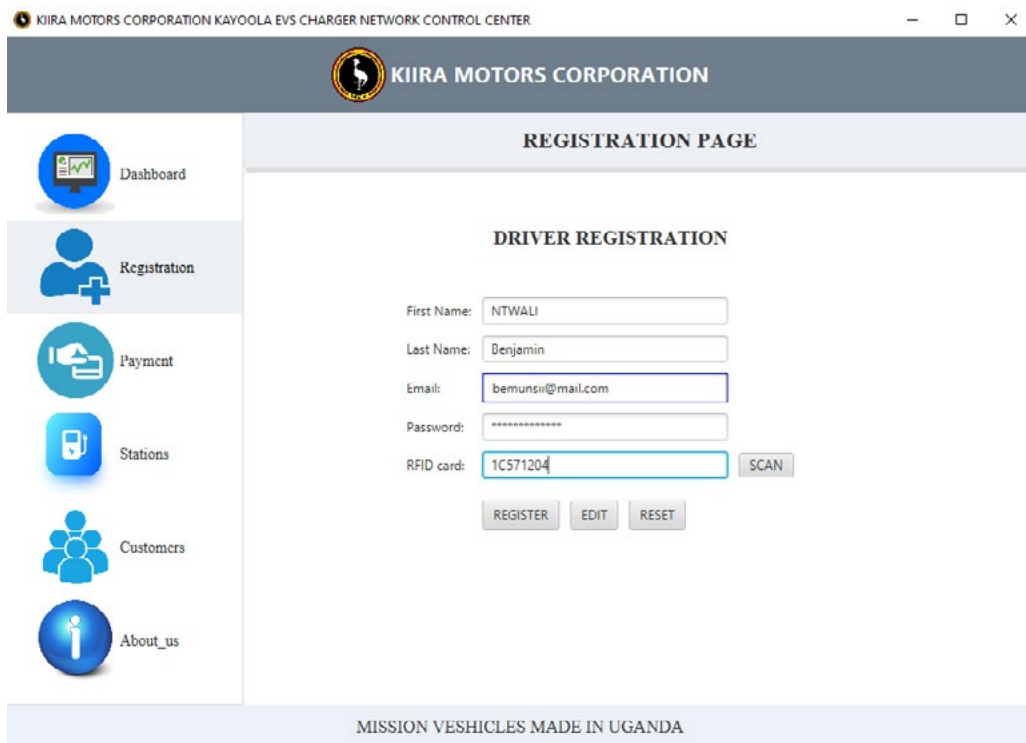 KIIRA MOTORS CORPORATION KAYOOLA EVS CHARGER NETWORK CONTROL CENTER
KIIRA MOTORS CORPORATION
REGISTRATION PAGE
Dashboard
Registration
Payment
Stations
Customers
About_us
DRIVER REGISTRATION
First Name: NTWALI
Last Name: Benjamin
Email: bemunsii@mail.com
Password: *************
RFID card: 1C571204 SCAN
REGISTER EDIT RESET
MISSION VESHICLES MADE IN UGANDA